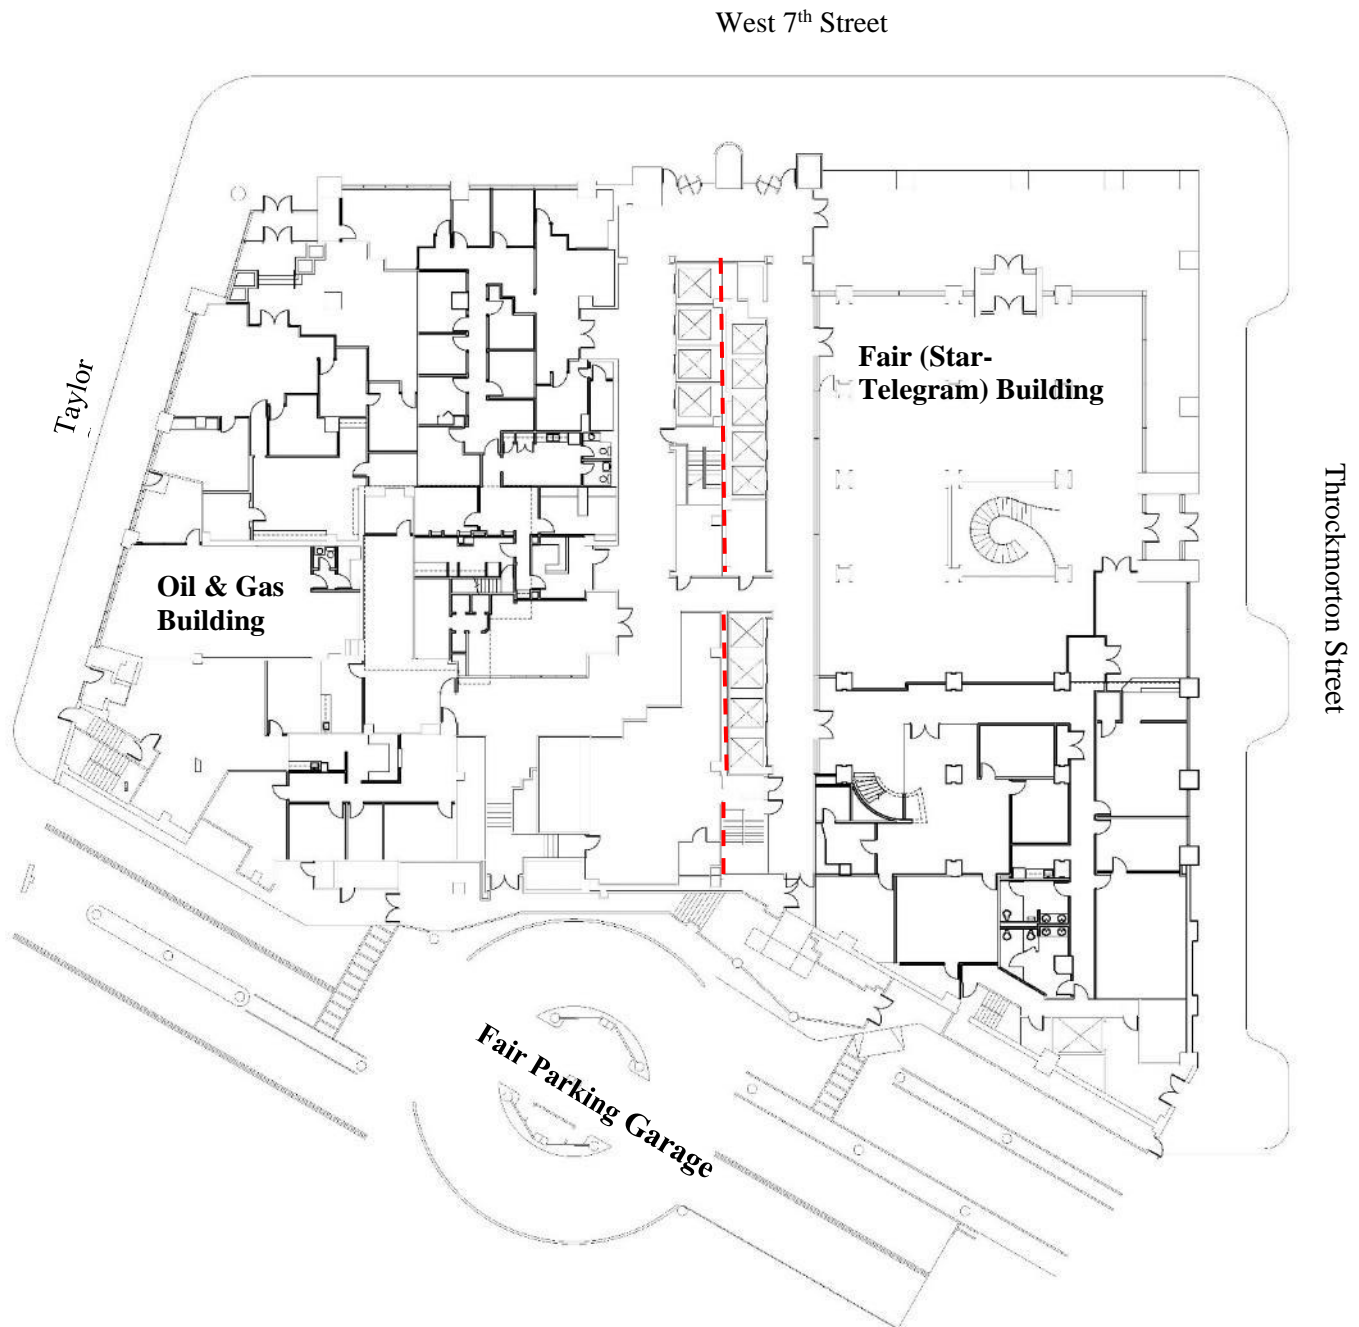 West 7th Street
Fair (Star-
Telegram) Building
Taylor
Throckmorton Street
Oil & Gas
Building
Fair Parking Garage